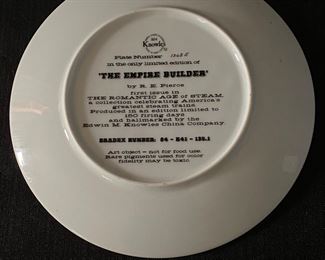 Knowles
Plate Number
in the only limited edition of
'THE EMPIRE BUILDER'
by R. E. Pierce
first issue in
THE ROMANTIC AGE OF STEAM,
a collection celebrating America's
greatest steam trains
Produced in an edition limited to
150 firing days
and hallmarked by the
Edwin M. Knowles China Company.
BRADEX NUMBER: 84 - K41 - 135.1
Art object — not for food use.
Rare pigments used for color
fidelity may be toxic.